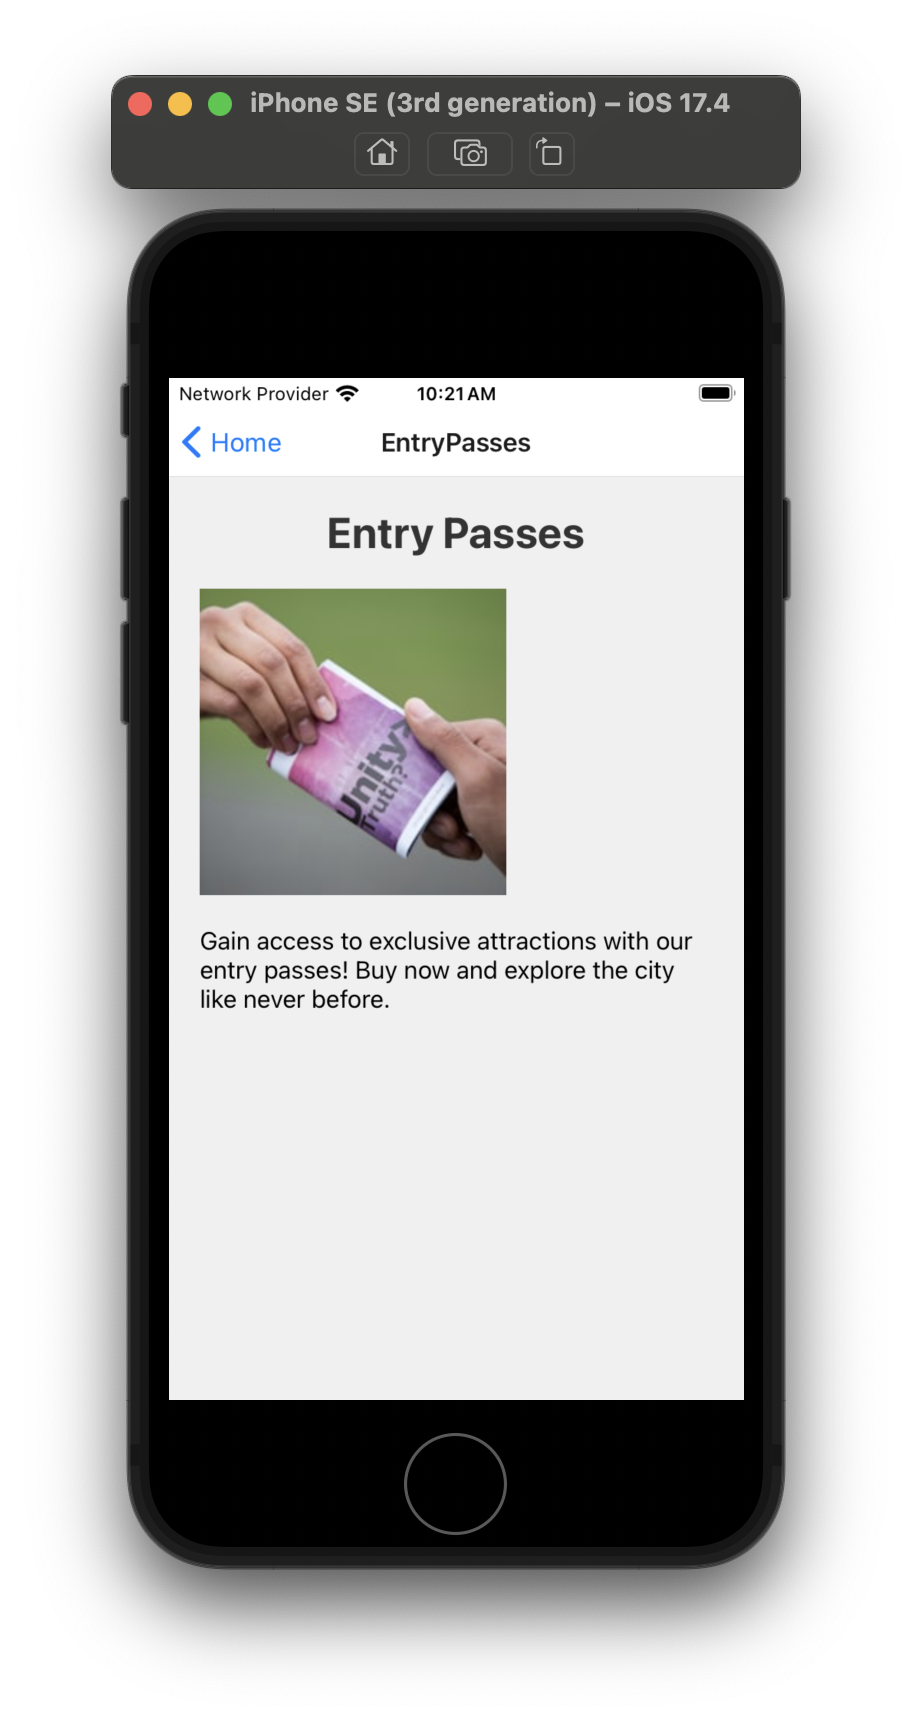 iPhone SE (3rd generation) – iOS 17.4
Network Provider 10:21 AM
Home EntryPasses
Entry Passes
Unity?
Truth?
Gain access to exclusive attractions with our
entry passes! Buy now and explore the city
like never before.